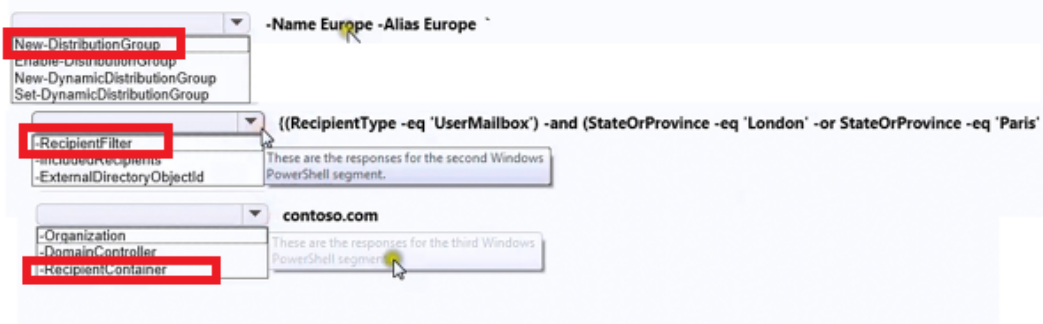 -Name Europe -Alias Europe `
New-DistributionGroup
Enable-DistributionGroup
New-DynamicDistributionGroup
Set-DynamicDistributionGroup
{(RecipientType -eq 'UserMailbox') -and (StateOrProvince -eq 'London' -or StateOrProvince -eq 'Paris'
-RecipientFilter
-IncludedRecipients
-ExternalDirectoryObjectId
These are the responses for the second Windows
PowerShell segment.
contoso.com
-Organization
-DomainController
-RecipientContainer
These are the responses for the third Windows
PowerShell segment